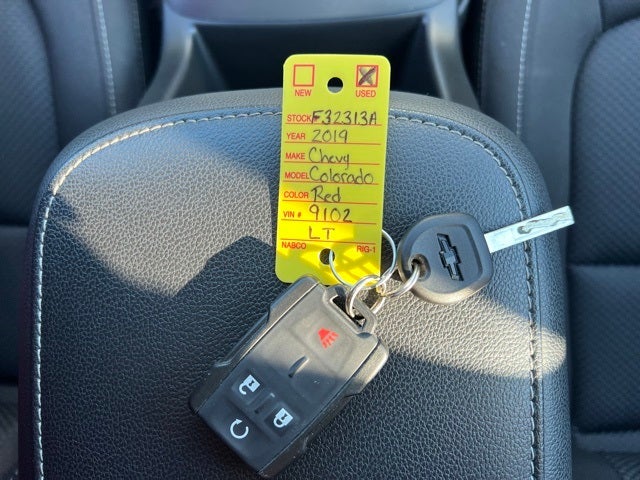 NEW USED
STOCK F32313A
YEAR 2019
MAKE Chevy
MODEL Colorado
COLOR Red
VIN # 9102
LT
NABCO RIG-1